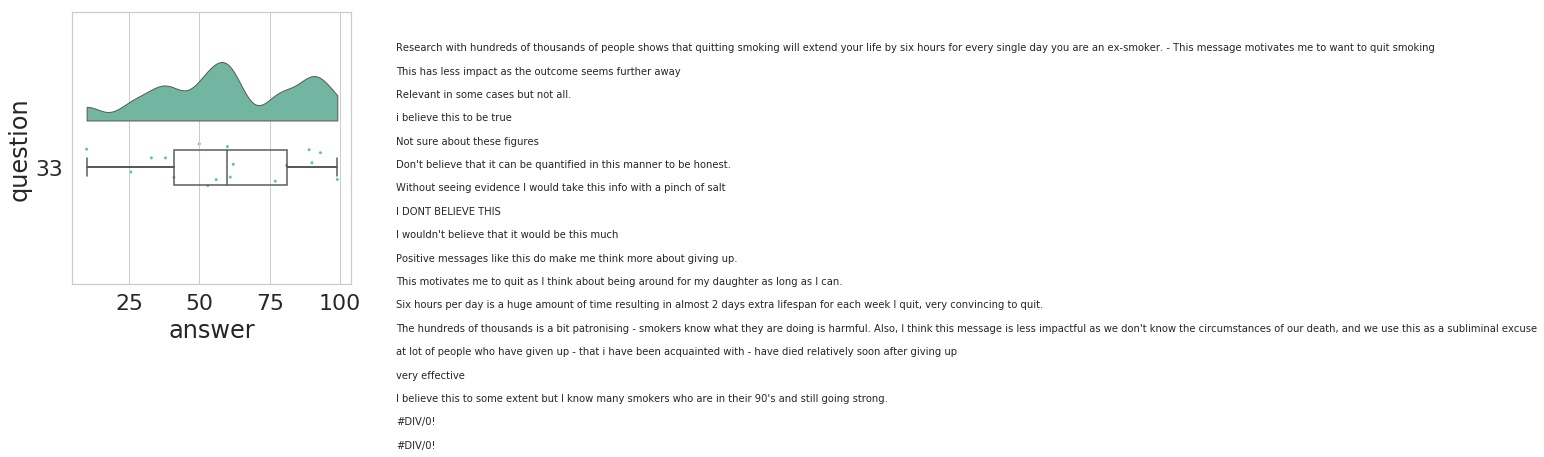 question
33
25 50 75 100
answer
Research with hundreds of thousands of people shows that quitting smoking will extend your life by six hours for every single day you are an ex-smoker. - This message motivates me to want to quit smoking
This has less impact as the outcome seems further away
Relevant in some cases but not all.
i believe this to be true
Not sure about these figures
Don't believe that it can be quantified in this manner to be honest.
Without seeing evidence I would take this info with a pinch of salt
I DONT BELIEVE THIS
I wouldn't believe that it would be this much
Positive messages like this do make me think more about giving up.
This motivates me to quit as I think about being around for my daughter as long as I can.
Six hours per day is a huge amount of time resulting in almost 2 days extra lifespan for each week I quit, very convincing to quit.
The hundreds of thousands is a bit patronising - smokers know what they are doing is harmful. Also, I think this message is less impactful as we don't know the circumstances of our death, and we use this as a subliminal excuse
at lot of people who have given up - that i have been acquainted with - have died relatively soon after giving up
very effective
I believe this to some extent but I know many smokers who are in their 90's and still going strong.
#DIV/0!
#DIV/0!